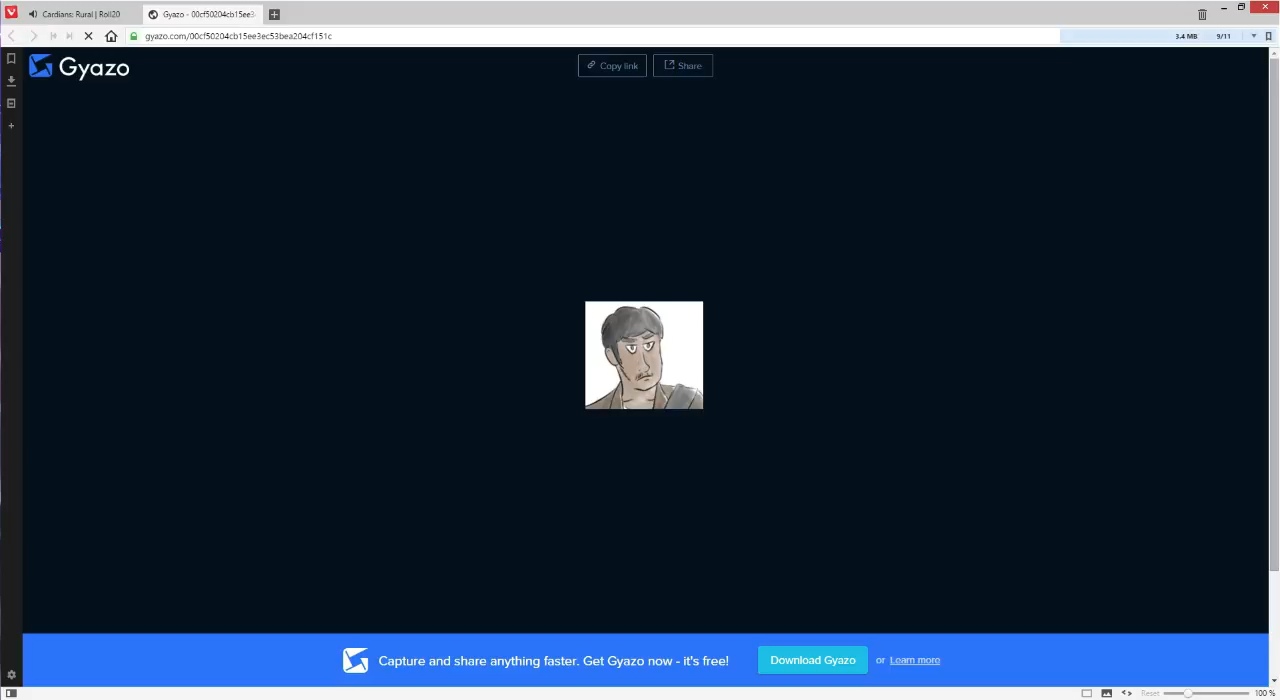 Cardians: Rural | Roll20
Gyazo - 00cf50204cb15ee3
gyazo.com/00cf50204cb15ee3ec53bea204cf151c
3.4 MB
9/11
Gyazo
Copy link
Share
Capture and share anything faster. Get Gyazo now - it's free!
Download Gyazo
or
Learn more
Reset
100 %